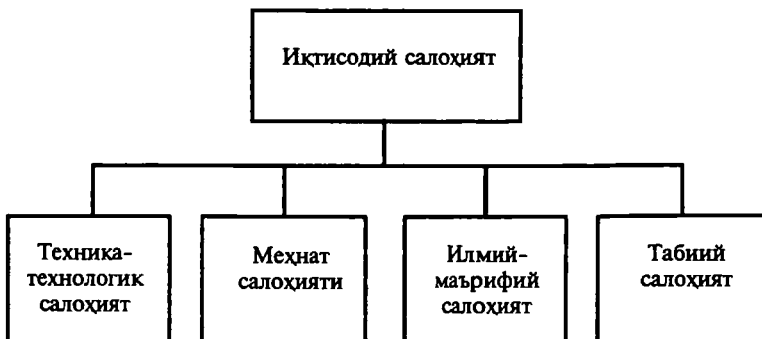 Иқтисодий салоҳият
Техника-
технологик
салоҳият
Меҳнат
салоҳияти
Илмий-
маърифий
салоҳият
Табиий
салоҳият